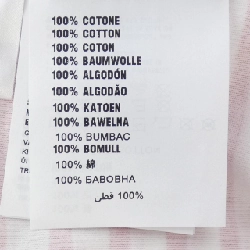 100% COTONE
100% COTTON
100% COTON
100% BAUMWOLLE
100% ALGODÓN
100% ALGODÃO
100% KATOEN
100% BAWELNA
100% BUMBAC
100% BOMULL
100% 綿
100% БАВОВНА
100% قطن